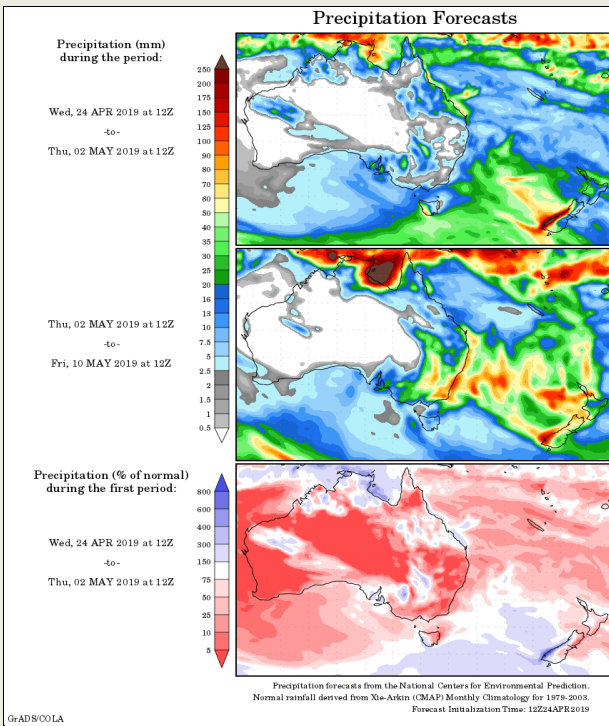 Precipitation Forecasts
Precipitation (mm)
during the period:
Wed, 24 APR 2019 at 12Z
-to-
Thu, 02 MAY 2019 at 12Z
250
200
175
150
125
100
90
80
70
60
50
45
40
35
30
25
20
16
13
10
7.5
5
2.5
2
1.5
1
0.5
Thu, 02 MAY 2019 at 12Z
-to-
Fri, 10 MAY 2019 at 12Z
Precipitation (% of normal)
during the first period:
Wed, 24 APR 2019 at 12Z
-to-
Thu, 02 MAY 2019 at 12Z
800
600
400
300
150
75
50
25
10
5
Precipitation forecasts from the National Centers for Environmental Prediction.
Normal rainfall derived from Xie-Arkin (CMAP) Monthly Climatology for 1979-2003.
Forecast Initialization Time: 12Z24APR2019
GrADS/COLA